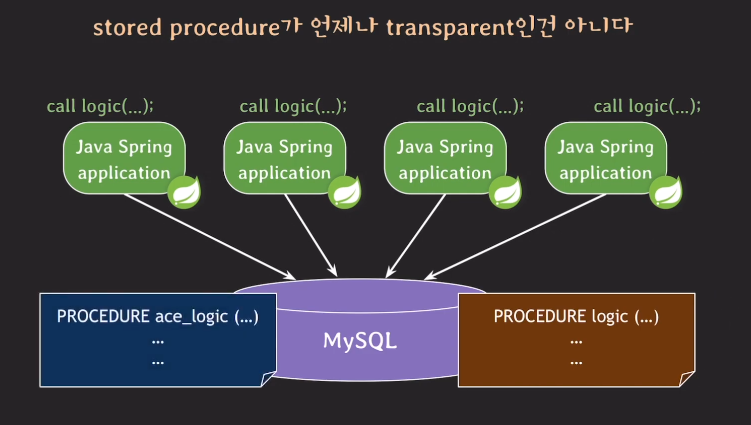 stored procedure가 언제나 transparent인건 아니다
call logic(...);
call logic(...);
call logic(...);
call logic(...);
Java Spring
application
Java Spring
application
Java Spring
application
Java Spring
application
PROCEDURE ace_logic (...)
...
...
MySQL
PROCEDURE logic (...)
...
...